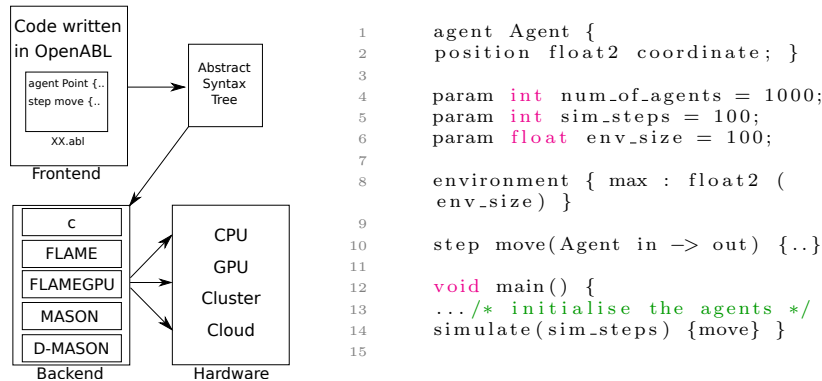 Code written
in OpenABL
agent Point {..
step move {..
XX.abl
Frontend
Abstract
Syntax
Tree
c
FLAME
FLAMEGPU
MASON
D-MASON
Backend
CPU
GPU
Cluster
Cloud
Hardware
1 agent Agent {
2 position float2 coordinate; }
3
4 param int num_of_agents = 1000;
5 param int sim_steps = 100;
6 param float env_size = 100;
7
8 environment { max : float2 (
env_size) }
9
10 step move(Agent in -> out) {..}
11
12 void main() {
13 .../* initialise the agents */
14 simulate(sim_steps) {move} }
15